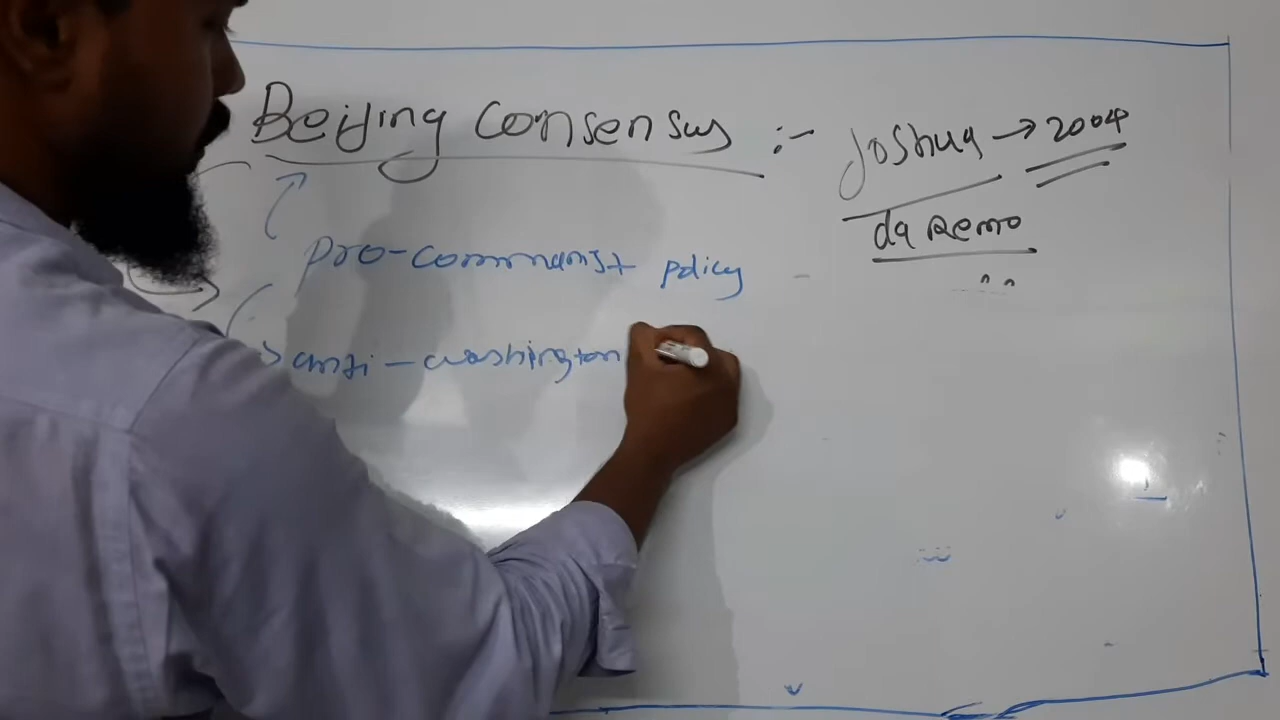 Beijing Consensus :- Joshua → 2004
da Remo
pro-communist policy
anti-washington